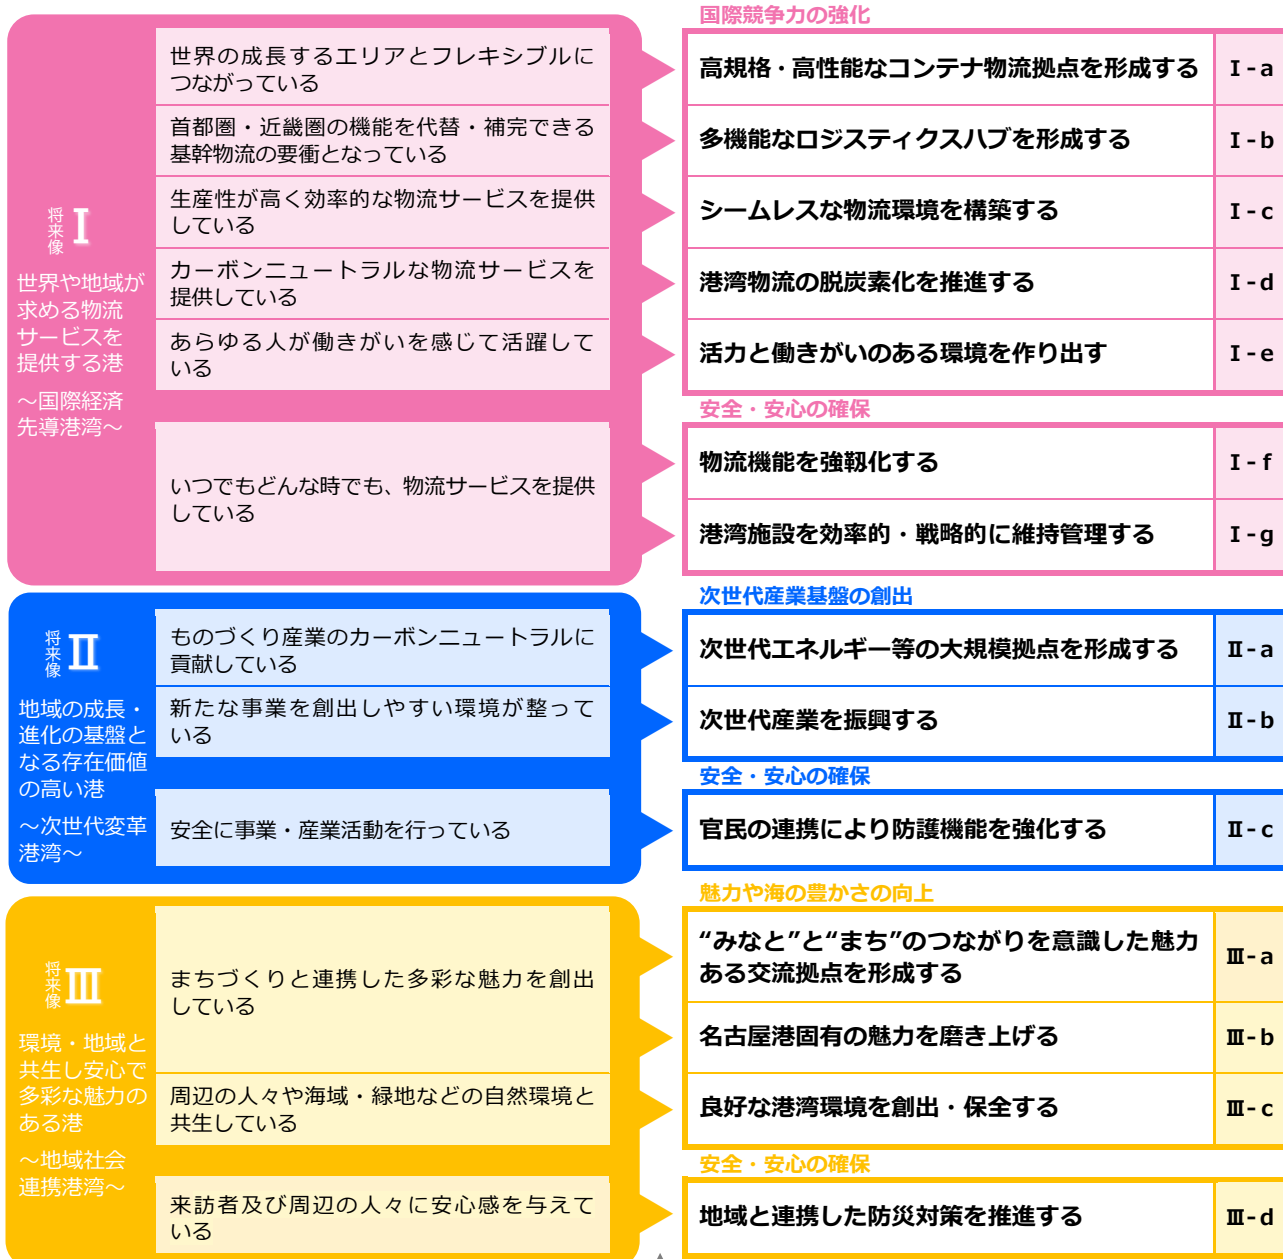 将来像 Ⅰ
世界や地域が
求める物流
サービスを
提供する港
～国際経済
先導港湾～
世界の成長するエリアとフレキシブルに
つながっている
首都圏・近畿圏の機能を代替・補完できる
基幹物流の要衝となっている
生産性が高く効率的な物流サービスを提供
している
カーボンニュートラルな物流サービスを
提供している
あらゆる人が働きがいを感じて活躍して
いる
いつでもどんな時でも、物流サービスを提供
している
国際競争力の強化
高規格・高性能なコンテナ物流拠点を形成する Ⅰ-a
多機能なロジスティクスハブを形成する Ⅰ-b
シームレスな物流環境を構築する Ⅰ-c
港湾物流の脱炭素化を推進する Ⅰ-d
活力と働きがいのある環境を作り出す Ⅰ-e
安全・安心の確保
物流機能を強靱化する Ⅰ-f
港湾施設を効率的・戦略的に維持管理する Ⅰ-g
将来像 Ⅱ
地域の成長・
進化の基盤と
なる存在価値
の高い港
～次世代変革
港湾～
ものづくり産業のカーボンニュートラルに
貢献している
新たな事業を創出しやすい環境が整って
いる
安全に事業・産業活動を行っている
次世代産業基盤の創出
次世代エネルギー等の大規模拠点を形成する Ⅱ-a
次世代産業を振興する Ⅱ-b
安全・安心の確保
官民の連携により防護機能を強化する Ⅱ-c
将来像 Ⅲ
環境・地域と
共生し安心で
多彩な魅力の
ある港
～地域社会
連携港湾～
まちづくりと連携した多彩な魅力を創出
している
周辺の人々や海域・緑地などの自然環境と
共生している
来訪者及び周辺の人々に安心感を与えて
いる
魅力や海の豊かさの向上
“みなと”と“まち”のつながりを意識した魅力
ある交流拠点を形成する Ⅲ-a
名古屋港固有の魅力を磨き上げる Ⅲ-b
良好な港湾環境を創出・保全する Ⅲ-c
安全・安心の確保
地域と連携した防災対策を推進する Ⅲ-d